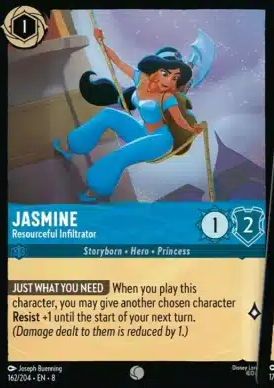 1
JASMINE
Resourceful Infiltrator
1 2
Storyborn • Hero • Princess
JUST WHAT YOU NEED When you play this
character, you may give another chosen character
Resist +1 until the start of your next turn.
(Damage dealt to them is reduced by 1.)
Joseph Buenning
162/204 • EN • 8